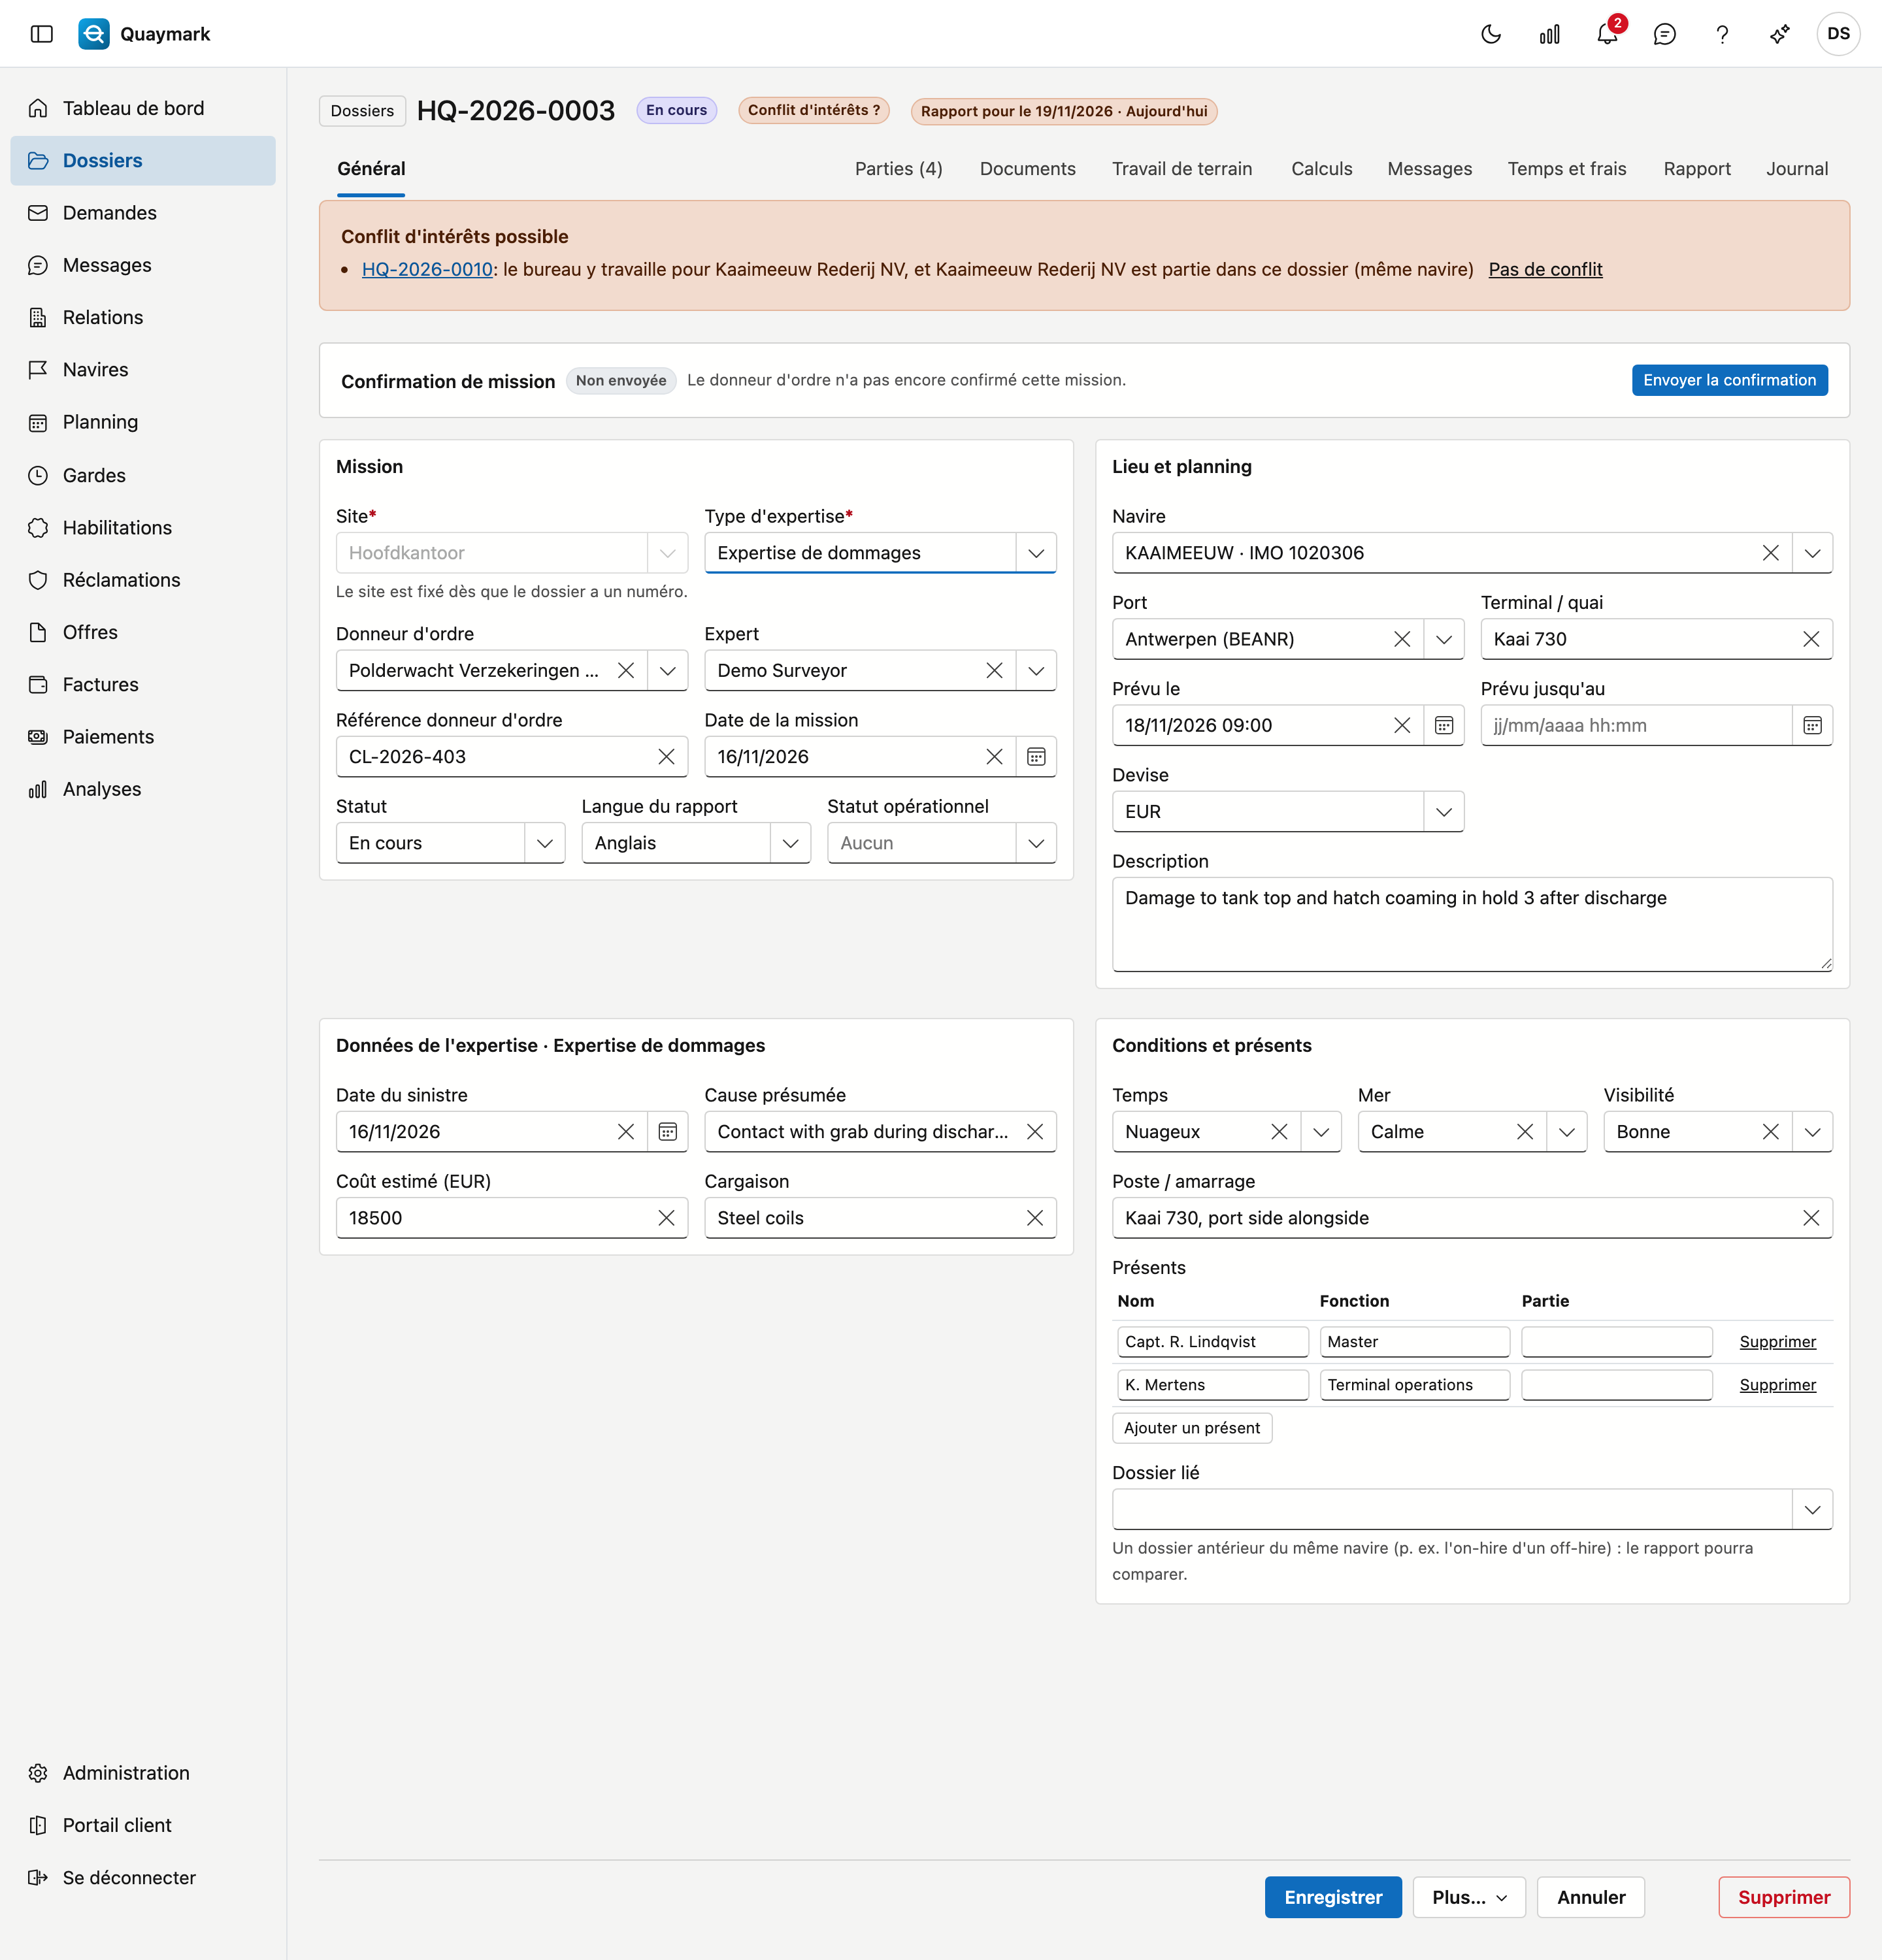 Quaymark
2
DS
Tableau de bord
Dossiers
Demandes
Messages
Relations
Navires
Planning
Gardes
Habilitations
Réclamations
Offres
Factures
Paiements
Analyses
Administration
Portail client
Se déconnecter
Dossiers HQ-2026-0003 En cours Conflit d'intérêts ? Rapport pour le 19/11/2026 · Aujourd'hui
Général Parties (4) Documents Travail de terrain Calculs Messages Temps et frais Rapport Journal
Conflit d'intérêts possible
• HQ-2026-0010: le bureau y travaille pour Kaaimeeuw Rederij NV, et Kaaimeeuw Rederij NV est partie dans ce dossier (même navire) Pas de conflit
Confirmation de mission Non envoyée Le donneur d'ordre n'a pas encore confirmé cette mission. Envoyer la confirmation
Mission
Site* Type d'expertise*
Hoofdkantoor Expertise de dommages
Le site est fixé dès que le dossier a un numéro.
Donneur d'ordre Expert
Polderwacht Verzekeringen ... Demo Surveyor
Référence donneur d'ordre Date de la mission
CL-2026-403 16/11/2026
Statut Langue du rapport Statut opérationnel
En cours Anglais Aucun
Lieu et planning
Navire
KAAIMEEUW · IMO 1020306
Port Terminal / quai
Antwerpen (BEANR) Kaai 730
Prévu le Prévu jusqu'au
18/11/2026 09:00 jj/mm/aaaa hh:mm
Devise
EUR
Description
Damage to tank top and hatch coaming in hold 3 after discharge
Données de l'expertise · Expertise de dommages
Date du sinistre Cause présumée
16/11/2026 Contact with grab during dischar...
Coût estimé (EUR) Cargaison
18500 Steel coils
Conditions et présents
Temps Mer Visibilité
Nuageux Calme Bonne
Poste / amarrage
Kaai 730, port side alongside
Présents
Nom Fonction Partie
Capt. R. Lindqvist Master Supprimer
K. Mertens Terminal operations Supprimer
Ajouter un présent
Dossier lié
Un dossier antérieur du même navire (p. ex. l'on-hire d'un off-hire) : le rapport pourra
comparer.
Enregistrer Plus... Annuler Supprimer